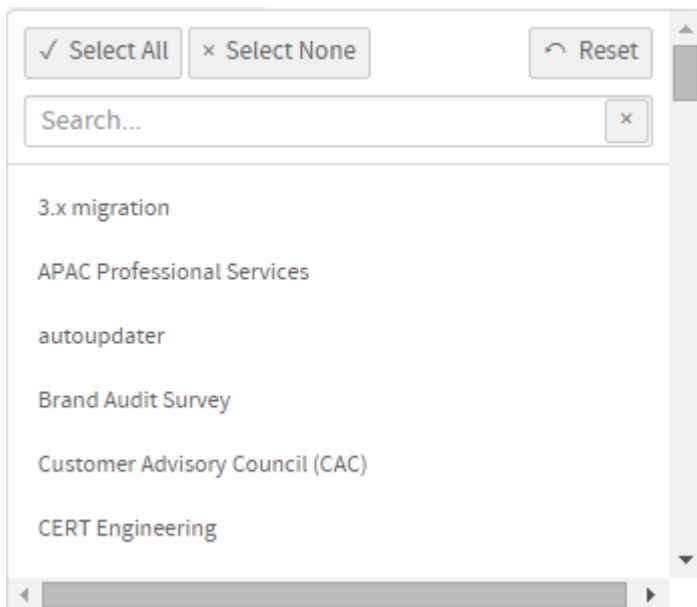 ✓ Select All × Select None Reset
Search... ×
3.x migration
APAC Professional Services
autoupdater
Brand Audit Survey
Customer Advisory Council (CAC)
CERT Engineering